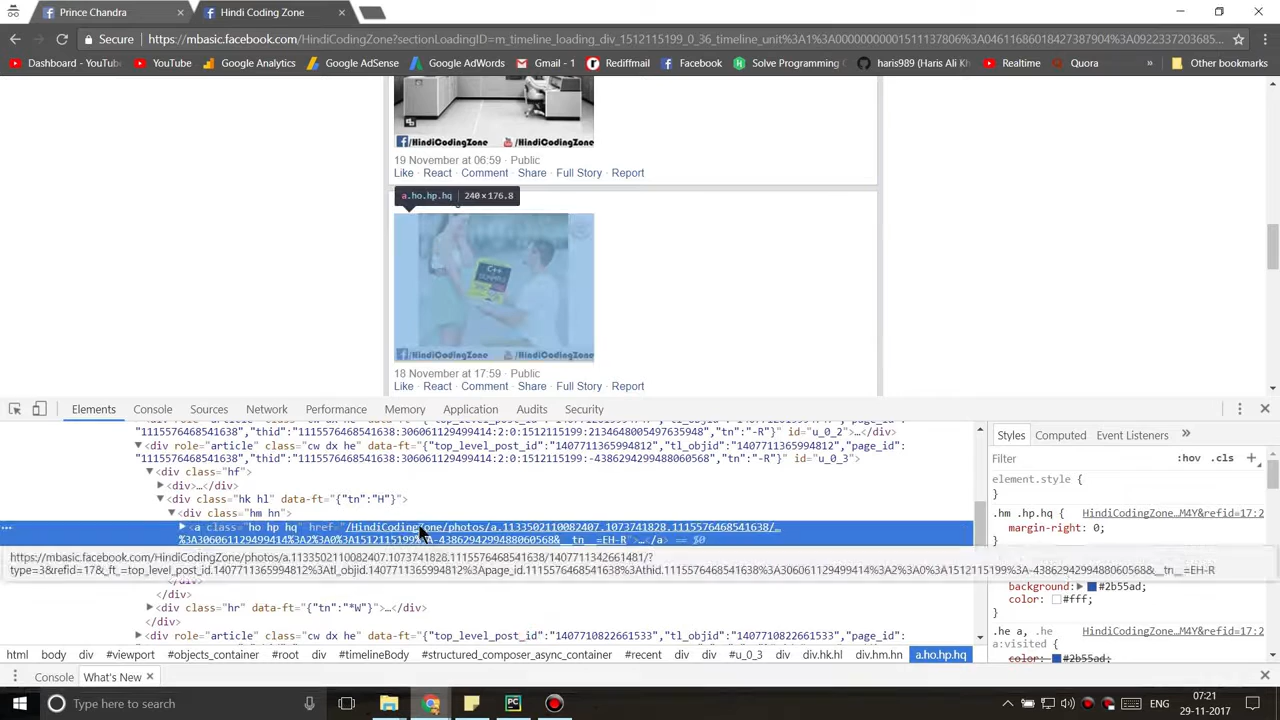 Prince Chandra
Hindi Coding Zone
Secure
https://mbasic.facebook.com/HindiCodingZone?sectionLoadingID=m_timeline_loading_div_1512119199_0_36_timeline_unit%3A1%3A00000000001511137806%3A04611686018427387904%3A0922337203685...
Dashboard - YouTube
YouTube
Google Analytics
Google AdSense
Google AdWords
Gmail - 1
Rediffmail
Facebook
Solve Programming
haris989 (Haris Ali K
Realtime
Quora
»
Other bookmarks
/HindiCodingZone
/HindiCodingZone
19 November at 06:59 · Public
Like · React · Comment · Share · Full Story · Report
a.ho.hp.hq | 240×176.8
C++
/HindiCodingZone
/HindiCodingZone
18 November at 17:59 · Public
Like · React · Comment · Share · Full Story · Report
Elements
Console
Sources
Network
Performance
Memory
Application
Audits
Security
"1115576468541638","thid":"1115576468541638:306061129499414:2:0:1512119199:2134648005497635948","tn":"-R"} id="u_0_2">…</div>
<div role="article" class="cw dx he" data-ft={"top_level_post_id":"1407711365994812","tl_objid":"1407711365994812","page_id":
"1115576468541638","thid":"1115576468541638:306061129499414:2:0:1512119199:-4386294299488060568","tn":"-R"} id="u_0_3">
<div class="hf">
<div>…</div>
<div class="hk hl" data-ft={"tn":"H"}>
<div class="hm hn">
<a class="ho hp hq" href="/HindiCodingZone/photos/a.1133502110082407.1073741828.1115576468541638/…
%3A306061129499414%3A2%3A0%3A1512115199%3A-4386294299488060568&__tn__=EH-R">…</a> == $0
https://mbasic.facebook.com/HindiCodingZone/photos/a.1133502110082407.1073741828.1115576468541638/1407711342661481/?
type=3&refid=17&_ft_=top_level_post_id.1407711365994812%3Atl_objid.1407711365994812%3Apage_id.1115576468541638%3Athid.1115576468541638%3A306061129499414%3A2%3A0%3A1512115199%3A-4386294299488060568&__tn__=EH-R
</div>
<div class="hr" data-ft={"tn":"*W"}>…</div>
</div>
<div role="article" class="cw dx he" data-ft={"top_level_post_id":"1407710822661533","tl_objid":"1407710822661533","page_id":
html
body
div
#viewport
#objects_container
#root
div
#timelineBody
#structured_composer_async_container
#recent
div
div
#u_0_3
div
div.hk.hl
div.hm.hn
a.ho.hp.hq
Styles
Computed
Event Listeners
»
Filter
:hov
.cls
+
element.style {
}
.hm .hp.hq {
HindiCodingZone…M4Y&refid=17:2
margin-right: 0;
}
background: #2b55ad;
color: #fff;
}
.he a, .he
HindiCodingZone…M4Y&refid=17:2
a:visited {
color: #2b55ad;
Console
What's New
Type here to search
ENG
07:21
29-11-2017